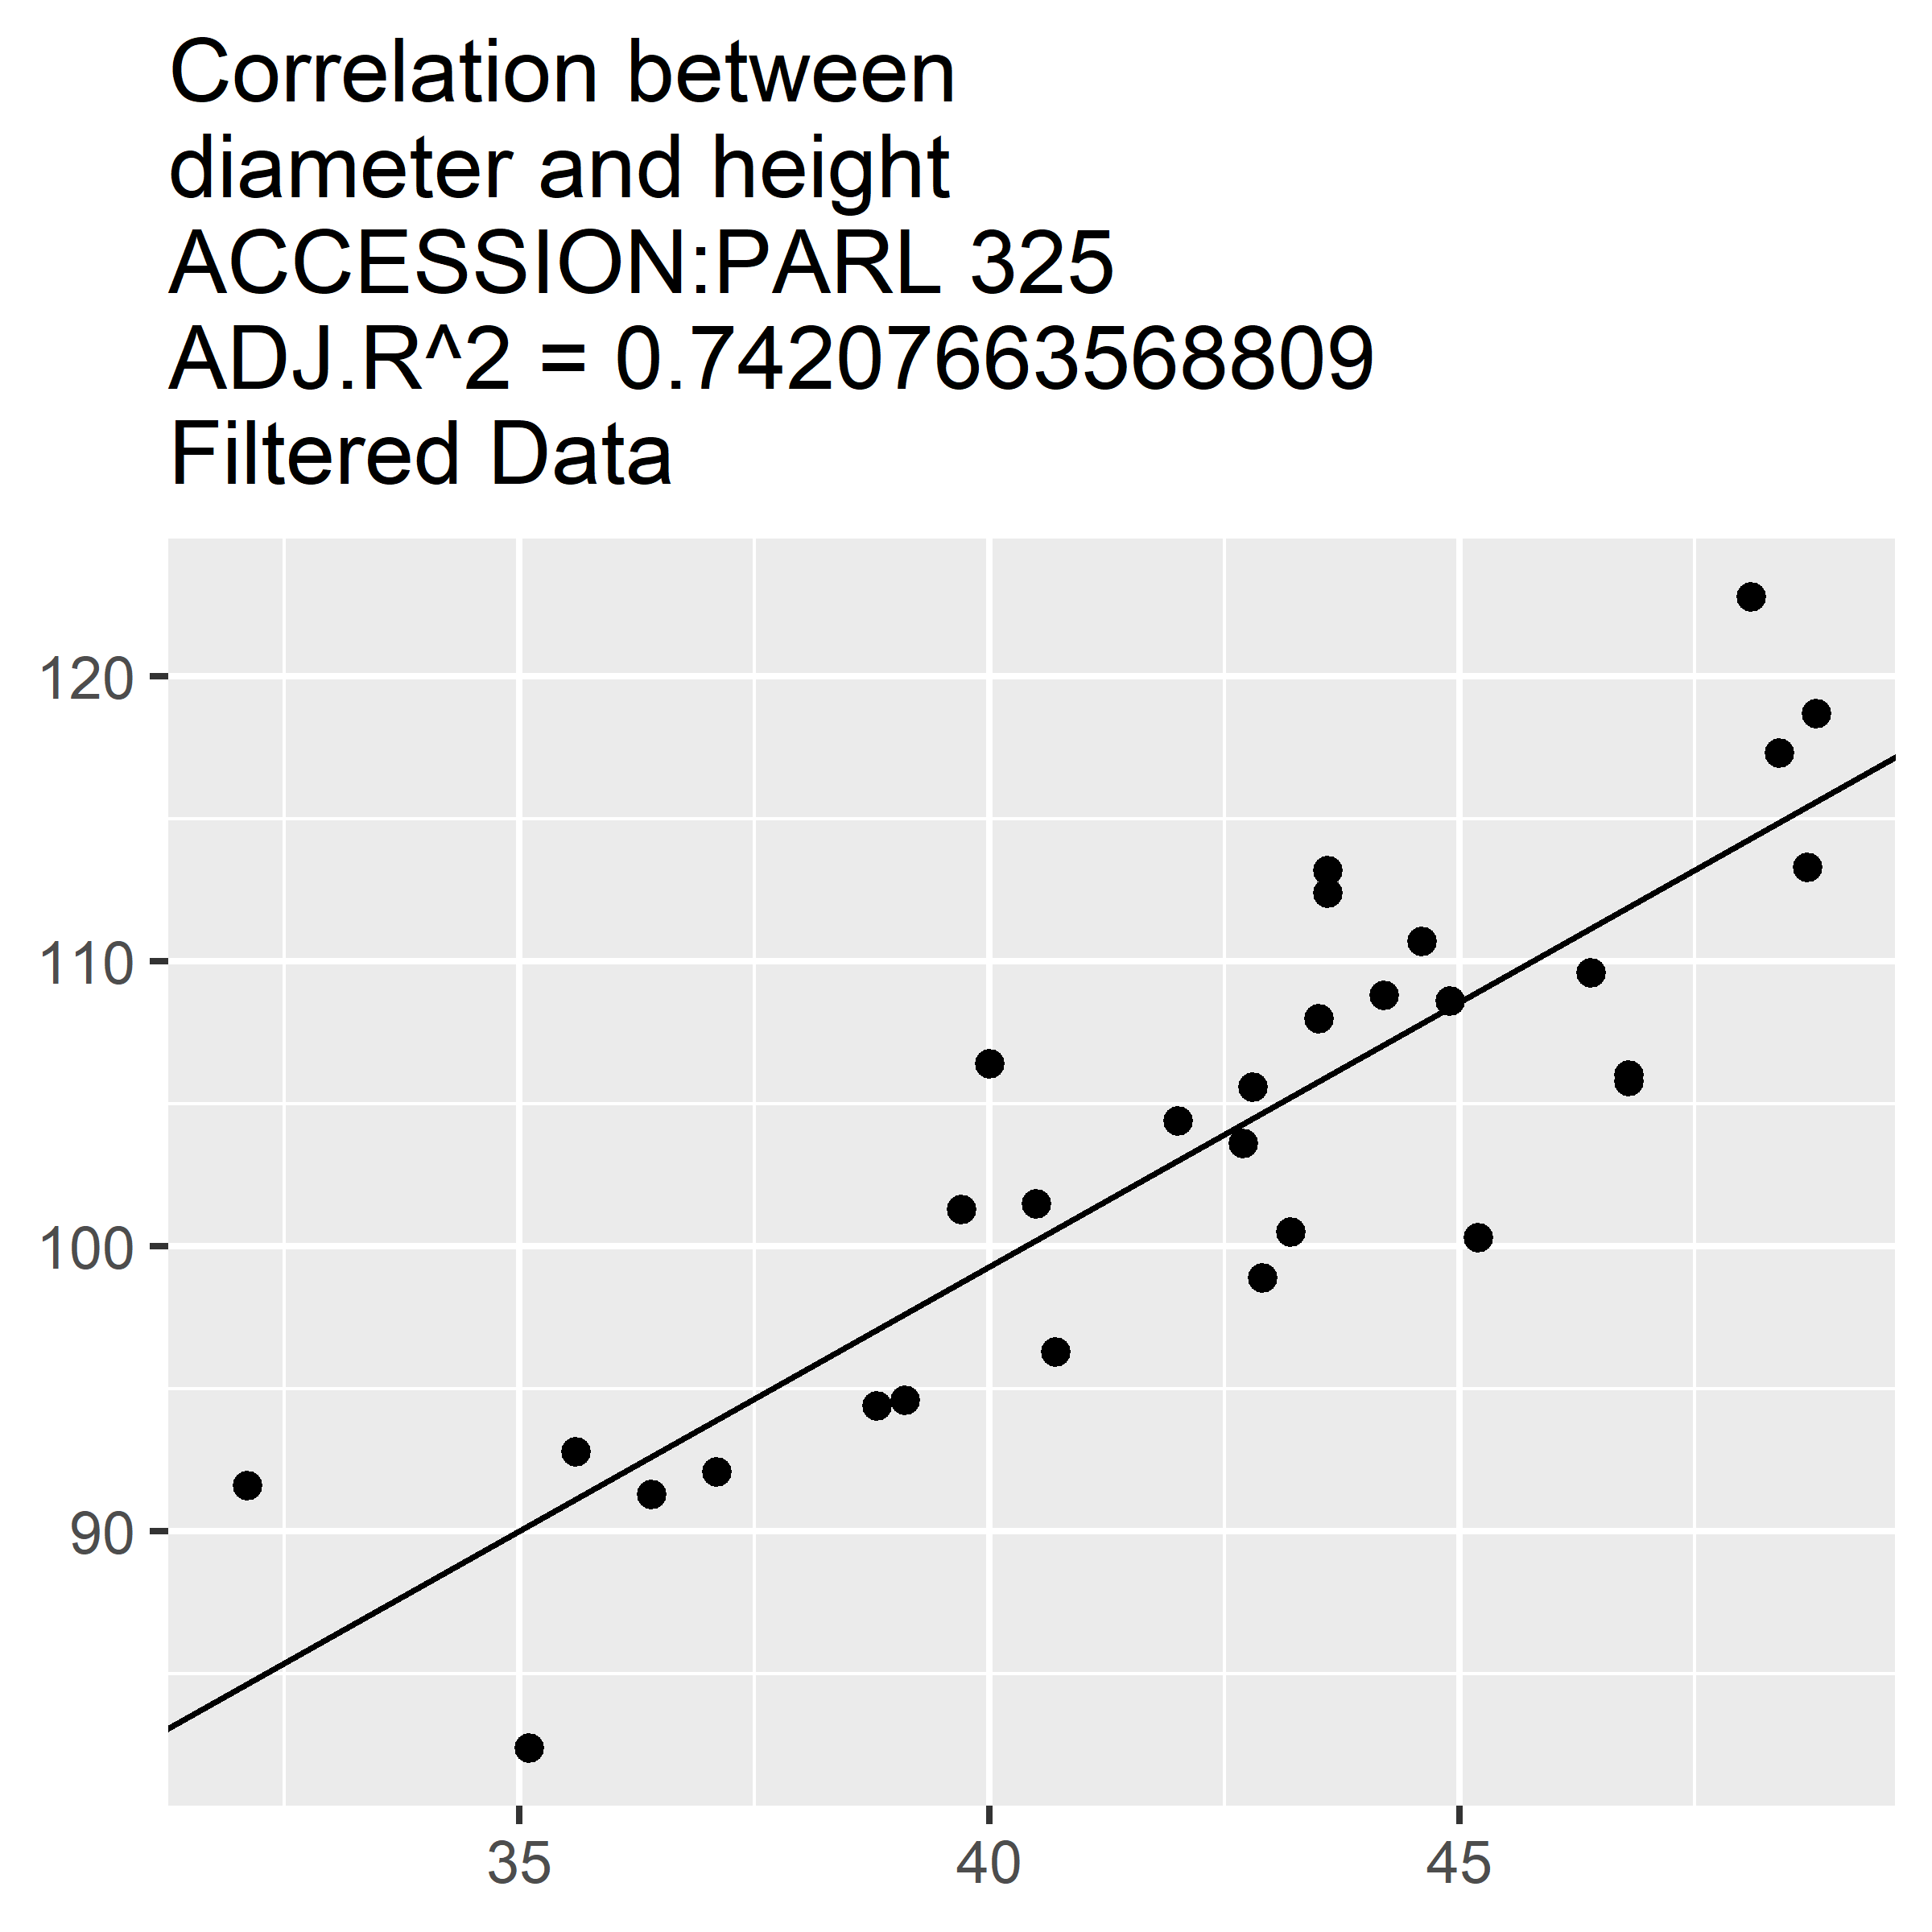 Correlation between
diameter and height
ACCESSION:PARL 325
ADJ.R^2 = 0.74207663568809
Filtered Data
120
110
100
90
35 40 45